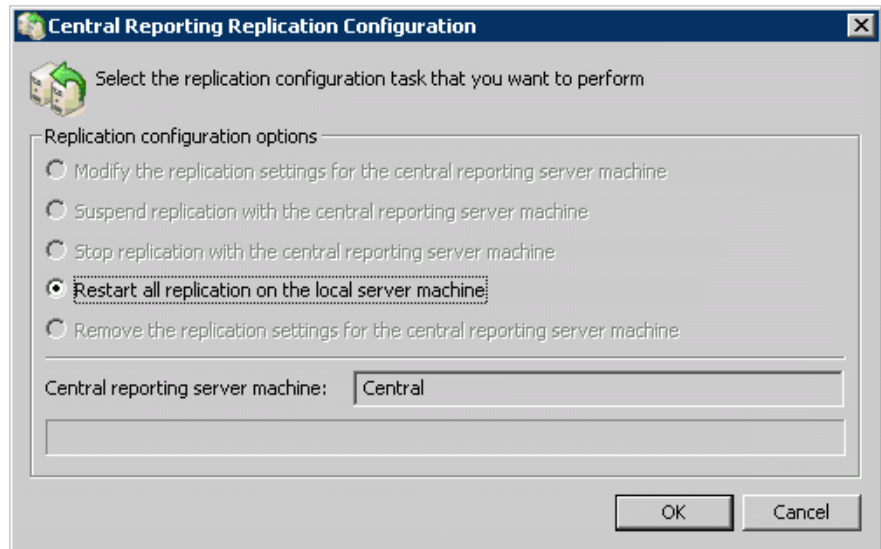 Central Reporting Replication Configuration
Select the replication configuration task that you want to perform
Replication configuration options
Modify the replication settings for the central reporting server machine
Suspend replication with the central reporting server machine
Stop replication with the central reporting server machine
Restart all replication on the local server machine
Remove the replication settings for the central reporting server machine
Central reporting server machine: Central
OK Cancel